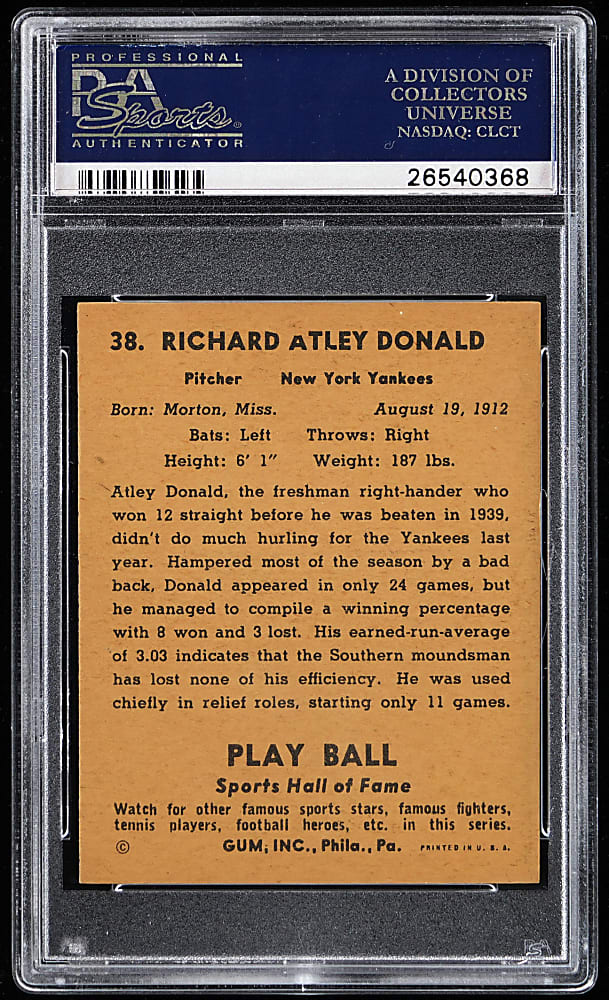 PROFESSIONAL
PSA
Sports®
AUTHENTICATOR
A DIVISION OF
COLLECTORS
UNIVERSE
NASDAQ: CLCT
26540368
38. RICHARD ATLEY DONALD
Pitcher New York Yankees
Born: Morton, Miss. August 19, 1912
Bats: Left Throws: Right
Height: 6' 1" Weight: 187 lbs.
Atley Donald, the freshman right-hander who
won 12 straight before he was beaten in 1939,
didn't do much hurling for the Yankees last
year. Hampered most of the season by a bad
back, Donald appeared in only 24 games, but
he managed to compile a winning percentage
with 8 won and 3 lost. His earned-run-average
of 3.03 indicates that the Southern moundsman
has lost none of his efficiency. He was used
chiefly in relief roles, starting only 11 games.
PLAY BALL
Sports Hall of Fame
Watch for other famous sports stars, famous fighters,
tennis players, football heroes, etc. in this series.
© GUM, INC., Phila., Pa. PRINTED IN U. S. A.
PSA